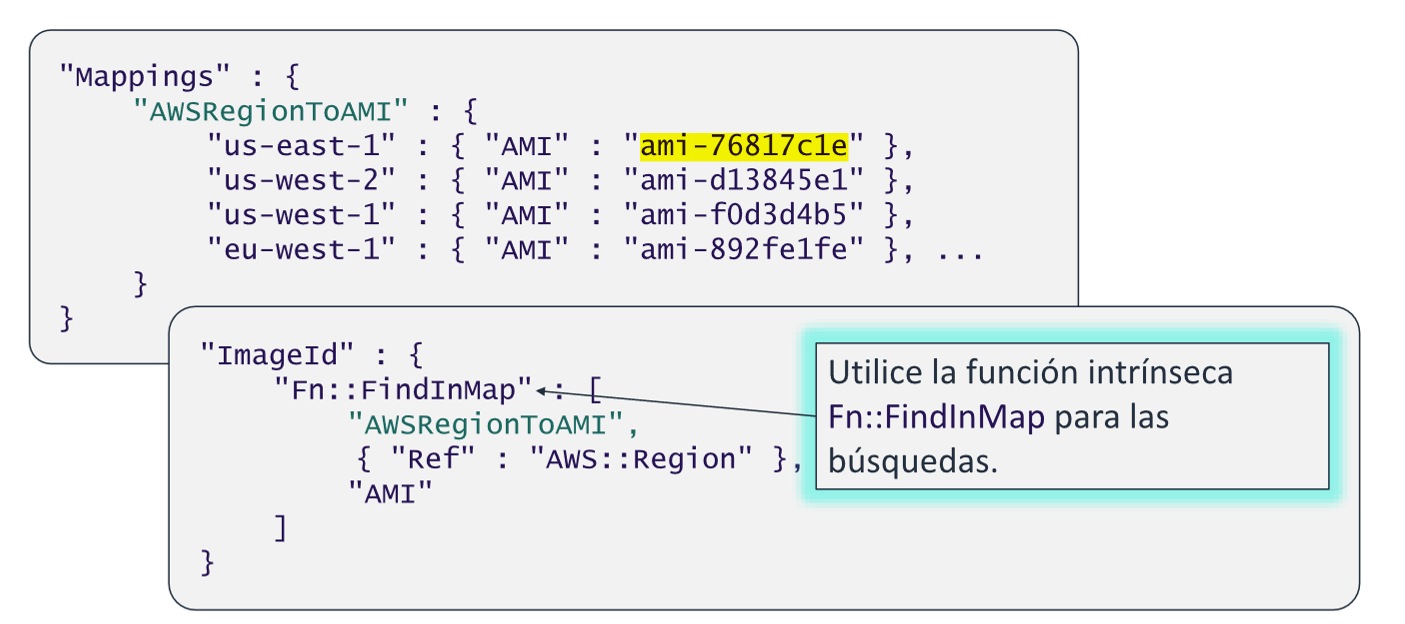 "Mappings" : {
"AWSRegionToAMI" : {
"us-east-1" : { "AMI" : "ami-76817c1e" },
"us-west-2" : { "AMI" : "ami-d13845e1" },
"us-west-1" : { "AMI" : "ami-f0d3d4b5" },
"eu-west-1" : { "AMI" : "ami-892fe1fe" }, ...
}
}
"ImageId" : {
"Fn::FindInMap" : [
"AWSRegionToAMI",
{ "Ref" : "AWS::Region" },
"AMI"
]
}
Utilice la función intrínseca
Fn::FindInMap para las
búsquedas.